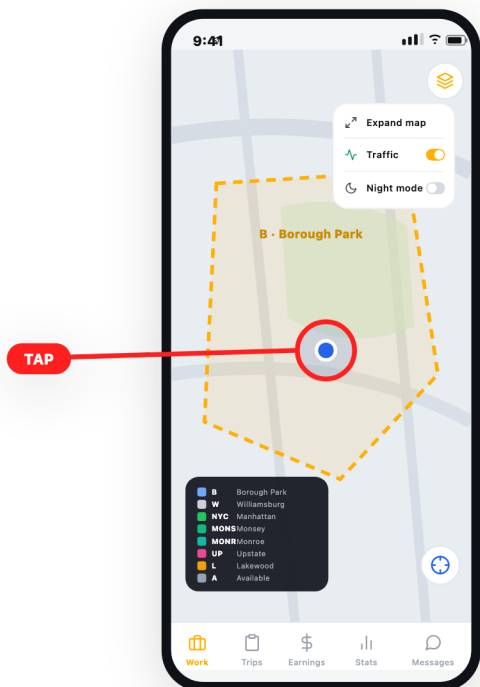 9:41
Expand map
Traffic
Night mode
B · Borough Park
TAP
B Borough Park
W Williamsburg
NYC Manhattan
MONS Monsey
MONR Monroe
UP Upstate
L Lakewood
A Available
Work Trips Earnings Stats Messages